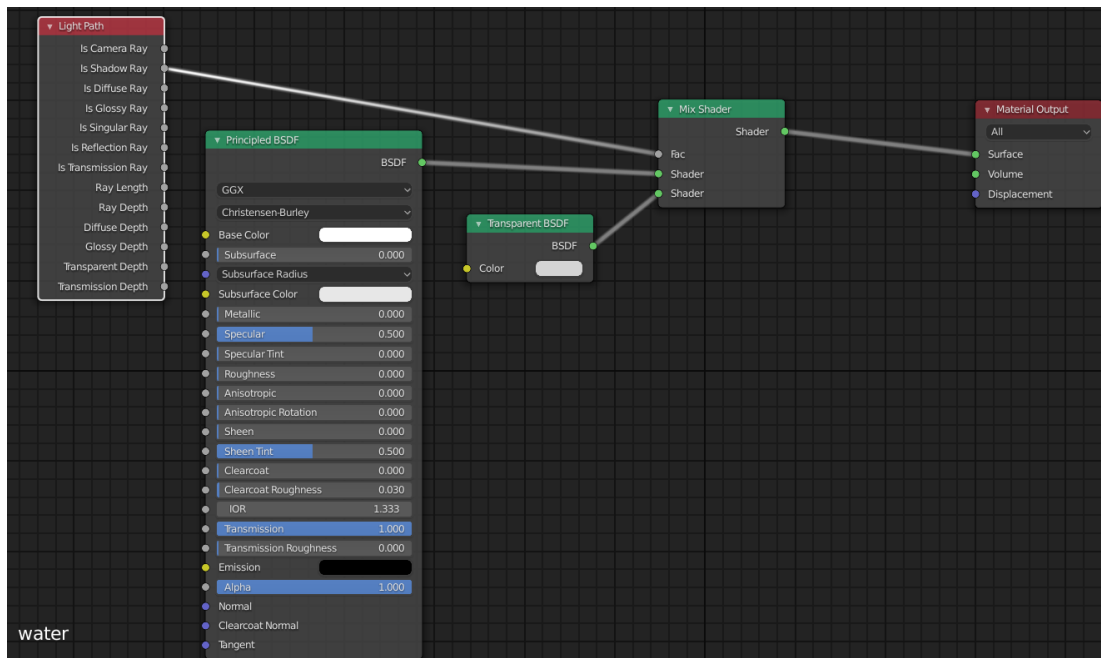 Light Path
Is Camera Ray
Is Shadow Ray
Is Diffuse Ray
Is Glossy Ray
Is Singular Ray
Is Reflection Ray
Is Transmission Ray
Ray Length
Ray Depth
Diffuse Depth
Glossy Depth
Transparent Depth
Transmission Depth
Principled BSDF
BSDF
GGX
Christensen-Burley
Base Color
Subsurface 0.000
Subsurface Radius
Subsurface Color
Metallic 0.000
Specular 0.500
Specular Tint 0.000
Roughness 0.000
Anisotropic 0.000
Anisotropic Rotation 0.000
Sheen 0.000
Sheen Tint 0.500
Clearcoat 0.000
Clearcoat Roughness 0.030
IOR 1.333
Transmission 1.000
Transmission Roughness 0.000
Emission
Alpha 1.000
Normal
Clearcoat Normal
Tangent
Transparent BSDF
BSDF
Color
Mix Shader
Shader
Fac
Shader
Shader
Material Output
All
Surface
Volume
Displacement
water